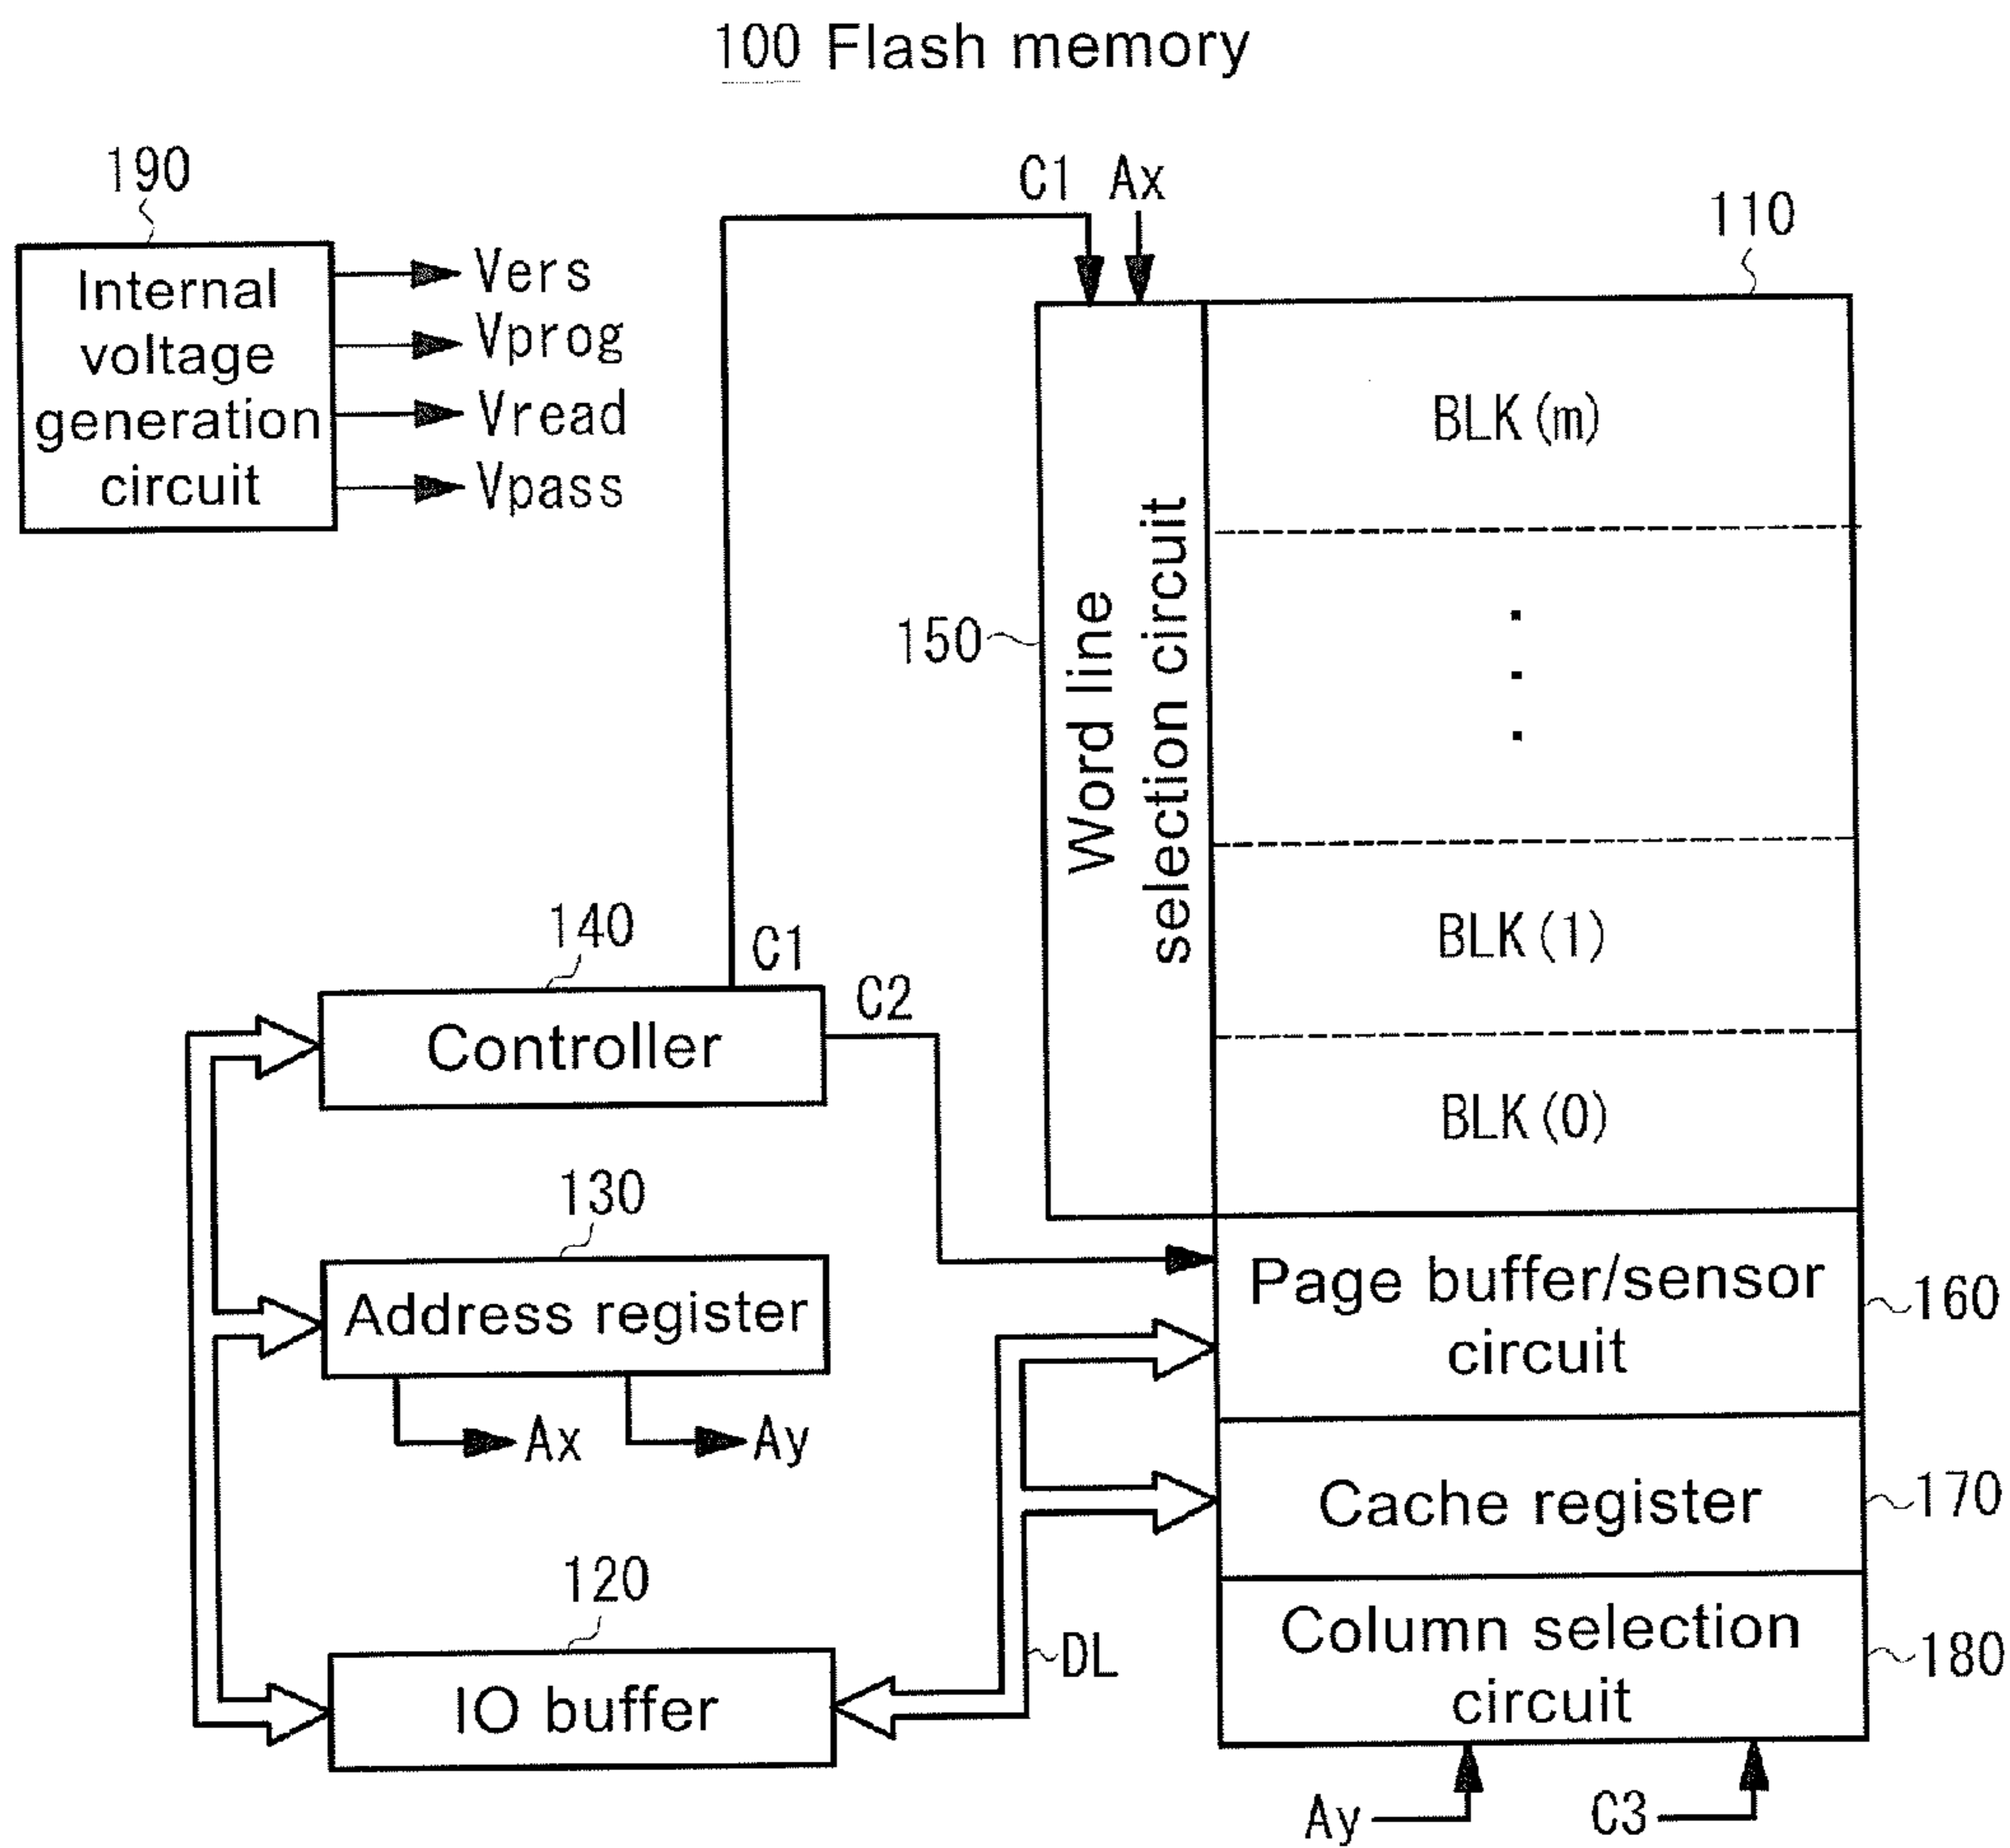 100 Flash memory
190
Internal
voltage
generation
circuit
Vers
Vprog
Vread
Vpass
C1 Ax
110
150
Word line
selection circuit
BLK(m)
BLK(1)
BLK(0)
140
C1
C2
Controller
130
Address register
Ax
Ay
120
IO buffer
DL
Page buffer/sensor
circuit
160
Cache register
170
Column selection
circuit
180
Ay
C3